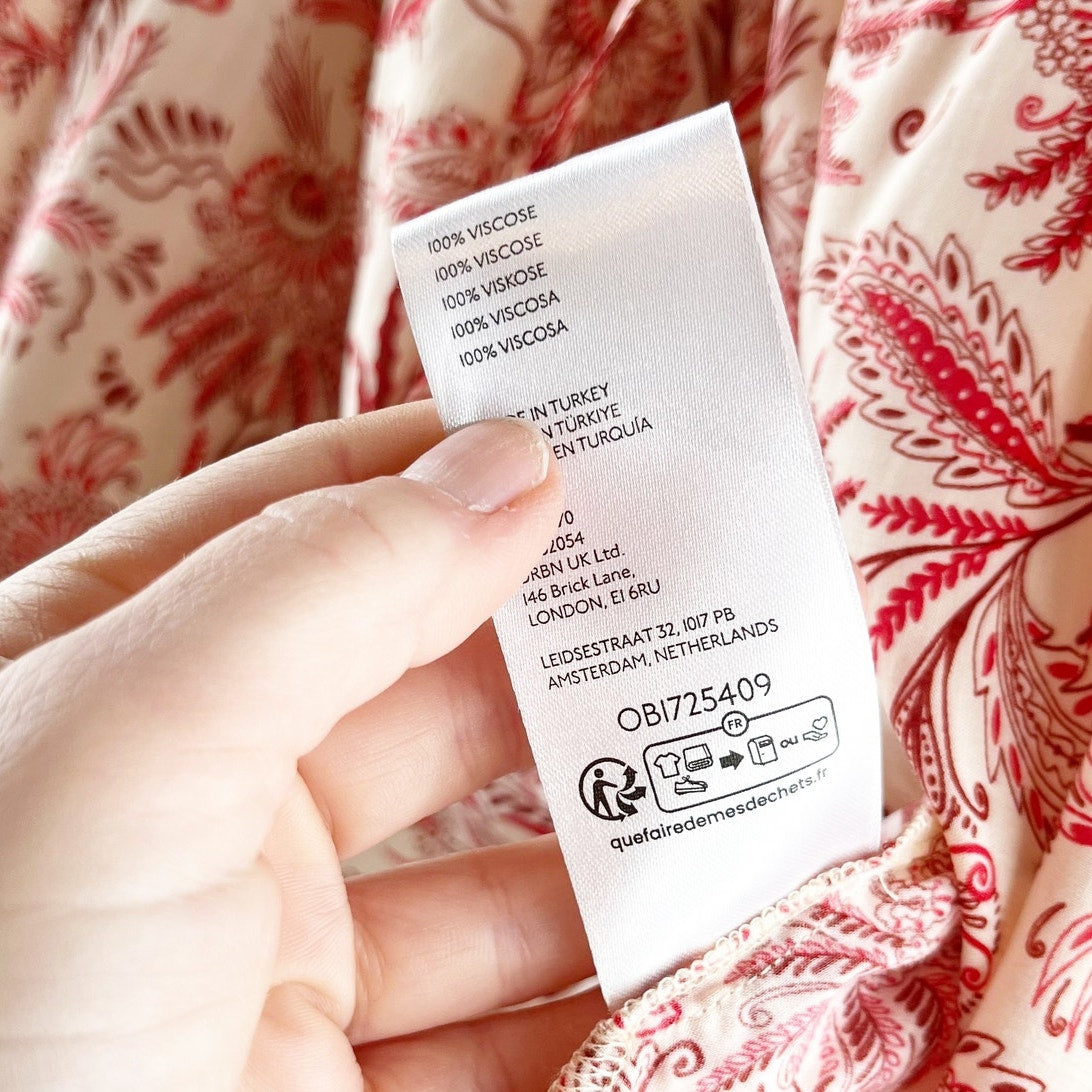 100% VISCOSE
100% VISCOSE
100% VISKOSE
100% VISCOSA
100% VISCOSA
IN TURKEY
TÜRKIYE
EN TURQUÍA
UK Ltd.
146 Brick Lane,
LONDON, E1 6RU
LEIDSESTRAAT 32, 1017 PB
AMSTERDAM, NETHERLANDS
OB1725409
FR
ou
quefairedemesdechets.fr